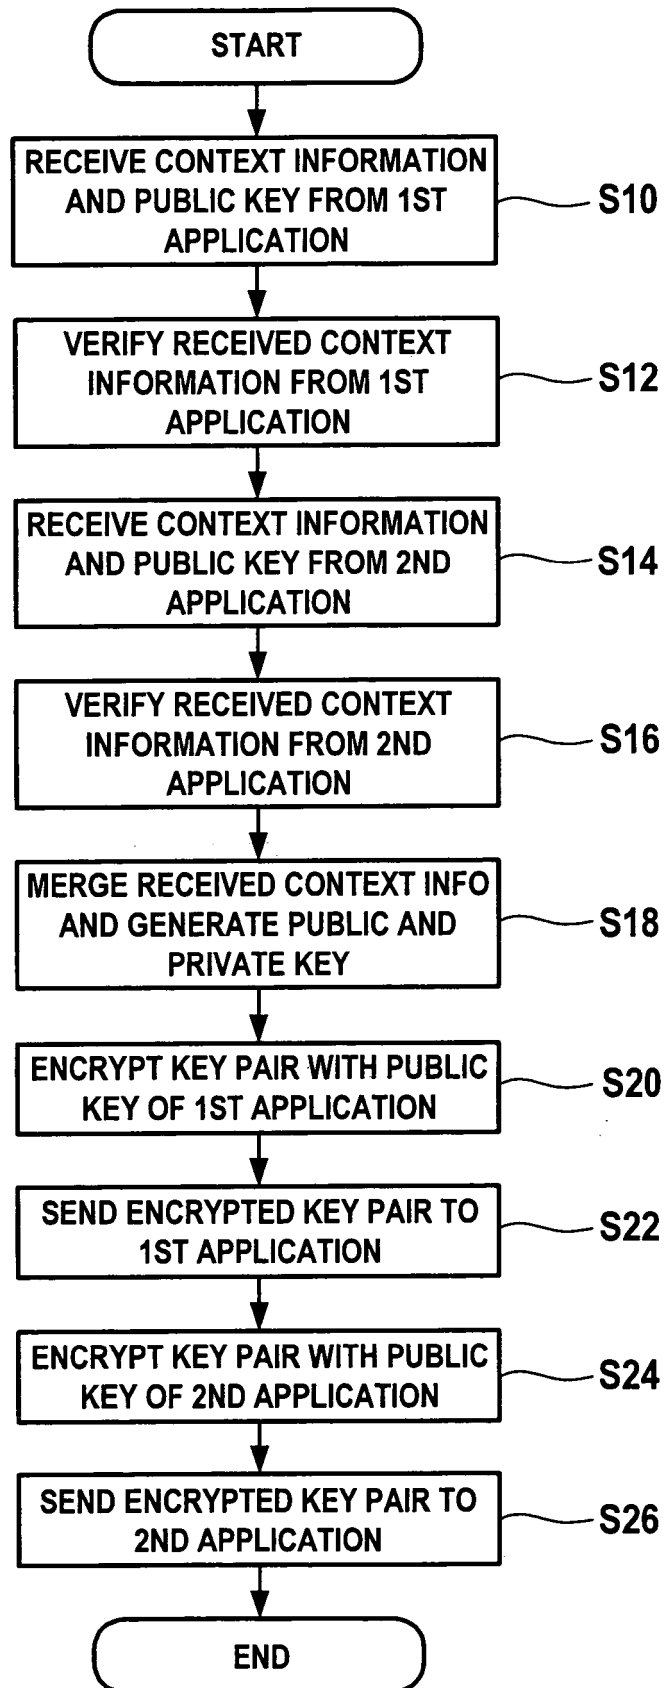 START
RECEIVE CONTEXT INFORMATION
AND PUBLIC KEY FROM 1ST
APPLICATION
S10
VERIFY RECEIVED CONTEXT
INFORMATION FROM 1ST
APPLICATION
S12
RECEIVE CONTEXT INFORMATION
AND PUBLIC KEY FROM 2ND
APPLICATION
S14
VERIFY RECEIVED CONTEXT
INFORMATION FROM 2ND
APPLICATION
S16
MERGE RECEIVED CONTEXT INFO
AND GENERATE PUBLIC AND
PRIVATE KEY
S18
ENCRYPT KEY PAIR WITH PUBLIC
KEY OF 1ST APPLICATION
S20
SEND ENCRYPTED KEY PAIR TO
1ST APPLICATION
S22
ENCRYPT KEY PAIR WITH PUBLIC
KEY OF 2ND APPLICATION
S24
SEND ENCRYPTED KEY PAIR TO
2ND APPLICATION
S26
END